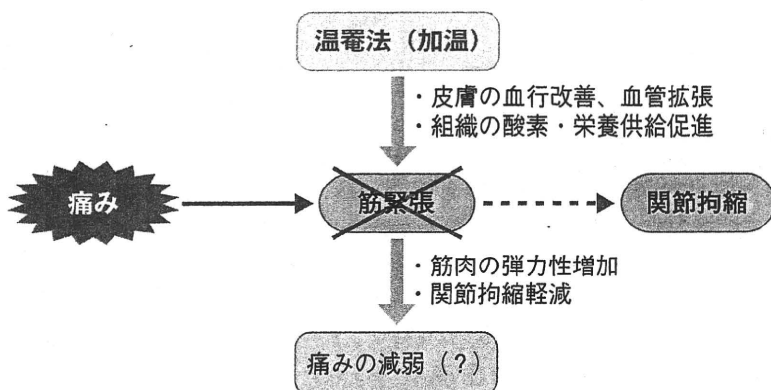 温罨法（加温）
・皮膚の血行改善、血管拡張
・組織の酸素・栄養供給促進
痛み
筋緊張
関節拘縮
・筋肉の弾力性増加
・関節拘縮軽減
痛みの減弱（?）